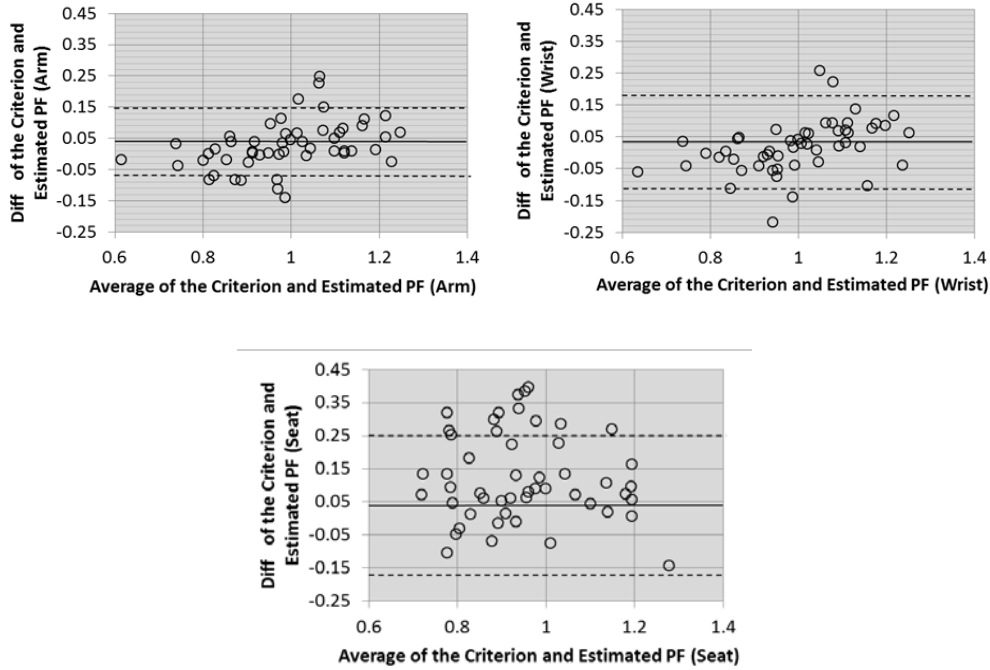 Diff of the Criterion and
Estimated PF (Arm)
0.45
0.35
0.25
0.15
0.05
-0.05
-0.15
-0.25
0.6 0.8 1 1.2 1.4
Average of the Criterion and Estimated PF (Arm)
Diff of the Criterion and
Estimated PF (Wrist)
0.45
0.35
0.25
0.15
0.05
-0.05
-0.15
-0.25
0.6 0.8 1 1.2 1.4
Average of the Criterion and Estimated PF (Wrist)
Diff of the Criterion and
Estimated PF (Seat)
0.45
0.35
0.25
0.15
0.05
-0.05
-0.15
-0.25
0.6 0.8 1 1.2 1.4
Average of the Criterion and Estimated PF (Seat)